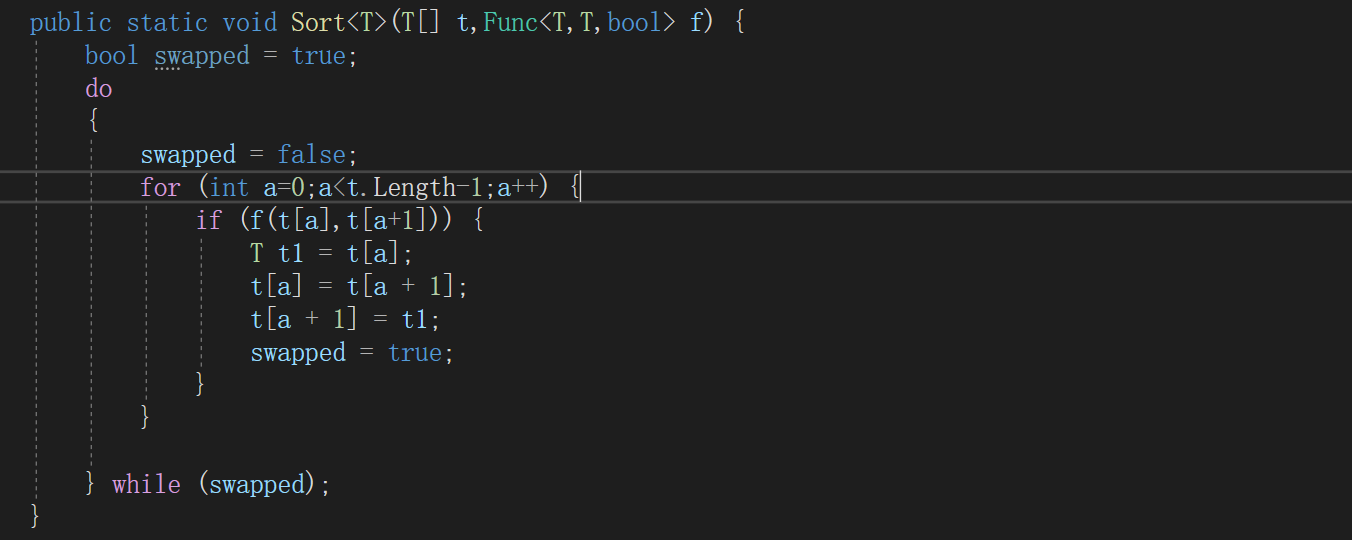 public static void Sort<T>(T[] t,Func<T,T,bool> f) {
bool swapped = true;
do
{
swapped = false;
for (int a=0;a<t.Length-1;a++) {
if (f(t[a],t[a+1])) {
T t1 = t[a];
t[a] = t[a + 1];
t[a + 1] = t1;
swapped = true;
}
}
} while (swapped);
}